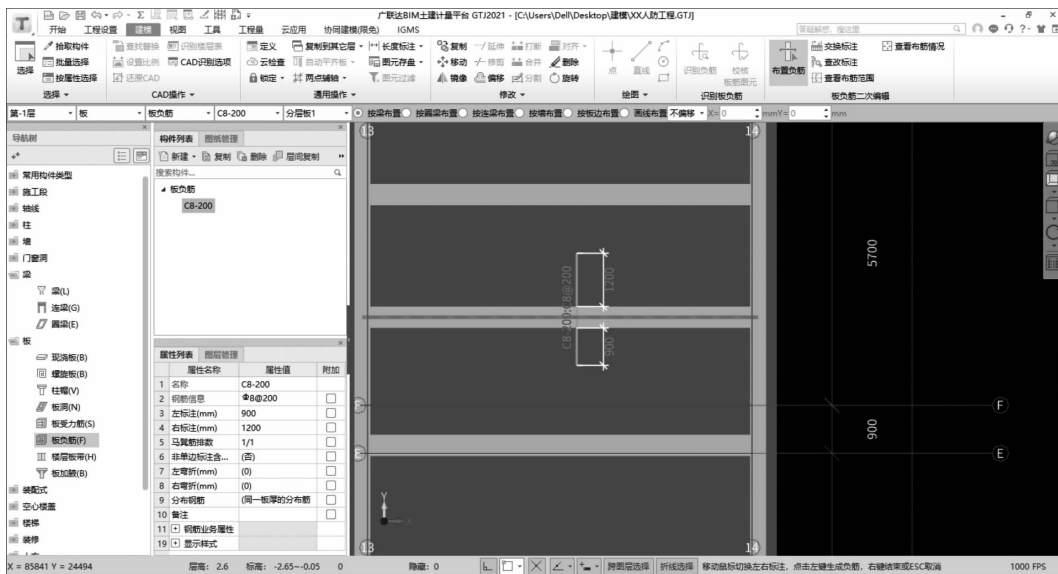 广联达BIM土建计量平台 GTJ2021 - [C:\Users\Dell\Desktop\建模\XX人防工程.GTJ]
开始 工程设置 建模 视图 工具 工程量 云应用 协同建模(限免) IGMS
选择
拾取构件
批量选择
按属性选择
选择
查找替换 识别楼层表
设置比例 CAD识别选项
还原CAD
CAD操作
定义 复制到其它层 长度标注
云检查 自动平齐板 图元存盘
锁定 两点辅轴 图元过滤
通用操作
复制 延伸 打断 对齐
移动 修剪 合并 删除
镜像 偏移 分割 旋转
修改
点 直线
绘图
识别负筋 校核板筋图元
识别板负筋
布置负筋
交换标注 查看布筋情况
查改标注
查看布筋范围
板负筋二次编辑
第-1层 板 板负筋 C8-200 分层板1 按梁布置 按圈梁布置 按连梁布置 按墙布置 按板边布置 画线布置 不偏移 X= 0 mm Y= 0 mm
导航树
常用构件类型
施工段
轴线
柱
墙
门窗洞
梁
梁(L)
连梁(G)
圈梁(E)
板
现浇板(B)
螺旋板(B)
柱帽(V)
板洞(N)
板受力筋(S)
板负筋(F)
楼层板带(H)
板加腋(B)
装配式
空心楼盖
楼梯
装修
构件列表 图纸管理
新建 复制 删除 层间复制
搜索构件...
板负筋
C8-200
属性列表 图层管理
属性名称 属性值 附加
1 名称 C8-200
2 钢筋信息 Φ8@200
3 左标注(mm) 900
4 右标注(mm) 1200
5 马凳筋排数 1/1
6 非单边标注含... (否)
7 左弯折(mm) (0)
8 右弯折(mm) (0)
9 分布钢筋 (同一板厚的分布筋
10 备注
11 + 钢筋业务属性
19 + 显示样式
13 14
C8-200:C8@200
1200
900
5700
900
F F
E E
Y
X
13 14
X = 85841 Y = 24494 层高: 2.6 标高: -2.65~-0.05 0 隐藏: 0 跨图层选择 折线选择 移动鼠标切换左右标注，点击左键生成负筋，右键结束或ESC取消 1000 FPS